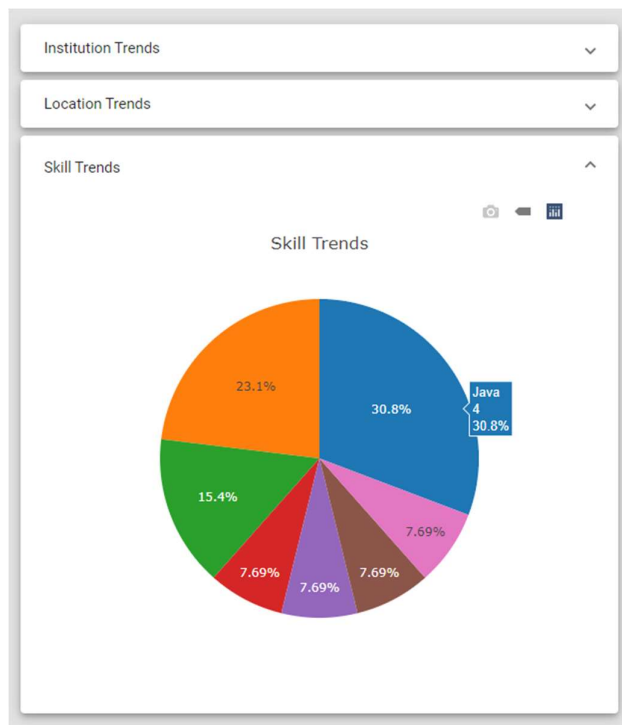 Institution Trends
Location Trends
Skill Trends
Skill Trends
23.1%
30.8%
Java
4
30.8%
15.4%
7.69%
7.69%
7.69%
7.69%